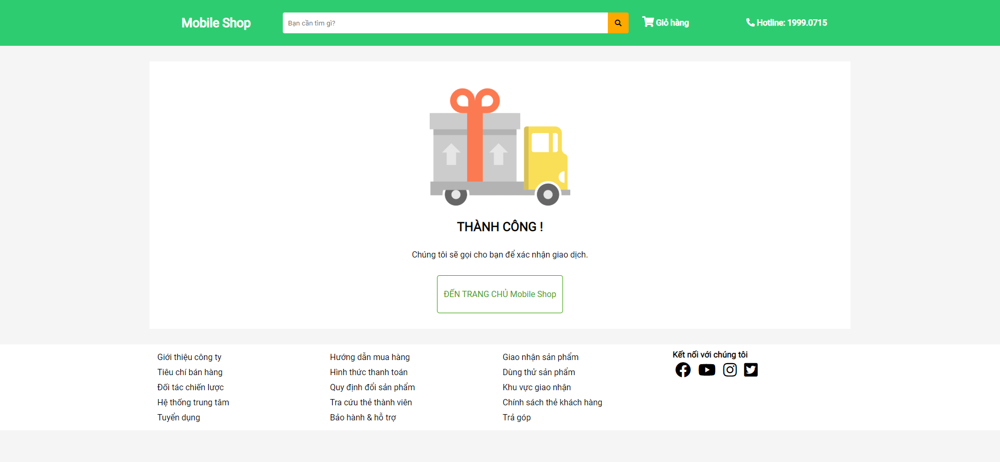 Mobile Shop
Bạn cần tìm gì?
Giỏ hàng
Hotline: 1999.0715
THÀNH CÔNG !
Chúng tôi sẽ gọi cho bạn để xác nhận giao dịch.
ĐẾN TRANG CHỦ Mobile Shop
Giới thiệu công ty
Tiêu chí bán hàng
Đối tác chiến lược
Hệ thống trung tâm
Tuyển dụng
Hướng dẫn mua hàng
Hình thức thanh toán
Quy định đổi sản phẩm
Tra cứu thẻ thành viên
Bảo hành & hỗ trợ
Giao nhận sản phẩm
Dùng thử sản phẩm
Khu vực giao nhận
Chính sách thẻ khách hàng
Trả góp
Kết nối với chúng tôi